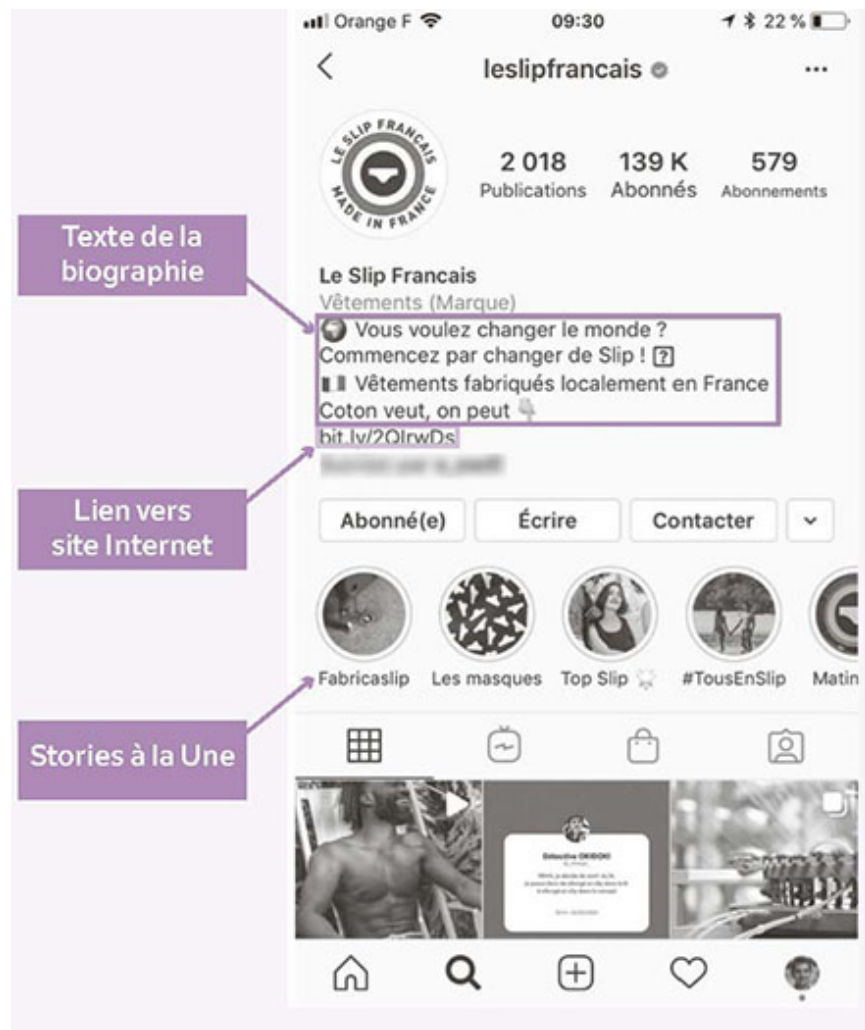 Orange F 09:30 22 %
leslipfrancais
LE SLIP FRANÇAIS
MADE IN FRANCE
2 018 139 K 579
Publications Abonnés Abonnements
Texte de la
biographie
Le Slip Francais
Vêtements (Marque)
Vous voulez changer le monde ?
Commencez par changer de Slip ! ?
Vêtements fabriqués localement en France
Coton veut, on peut
bit.ly/2QIrwDs
Lien vers
site Internet
Abonné(e) Écrire Contacter
Fabricaslip Les masques Top Slip #TousEnSlip Matin
Stories à la Une
Détective OKIDOKI